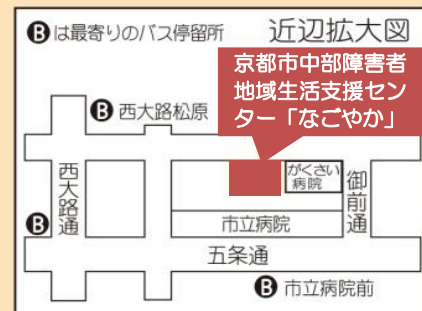 Bは最寄りのバス停留所
近辺拡大図
京都市中部障害者
地域生活支援セン
ター「なごやか」
B 西大路松原
西大路通
がくさい
病院
御前通
B
市立病院
五条通
B 市立病院前